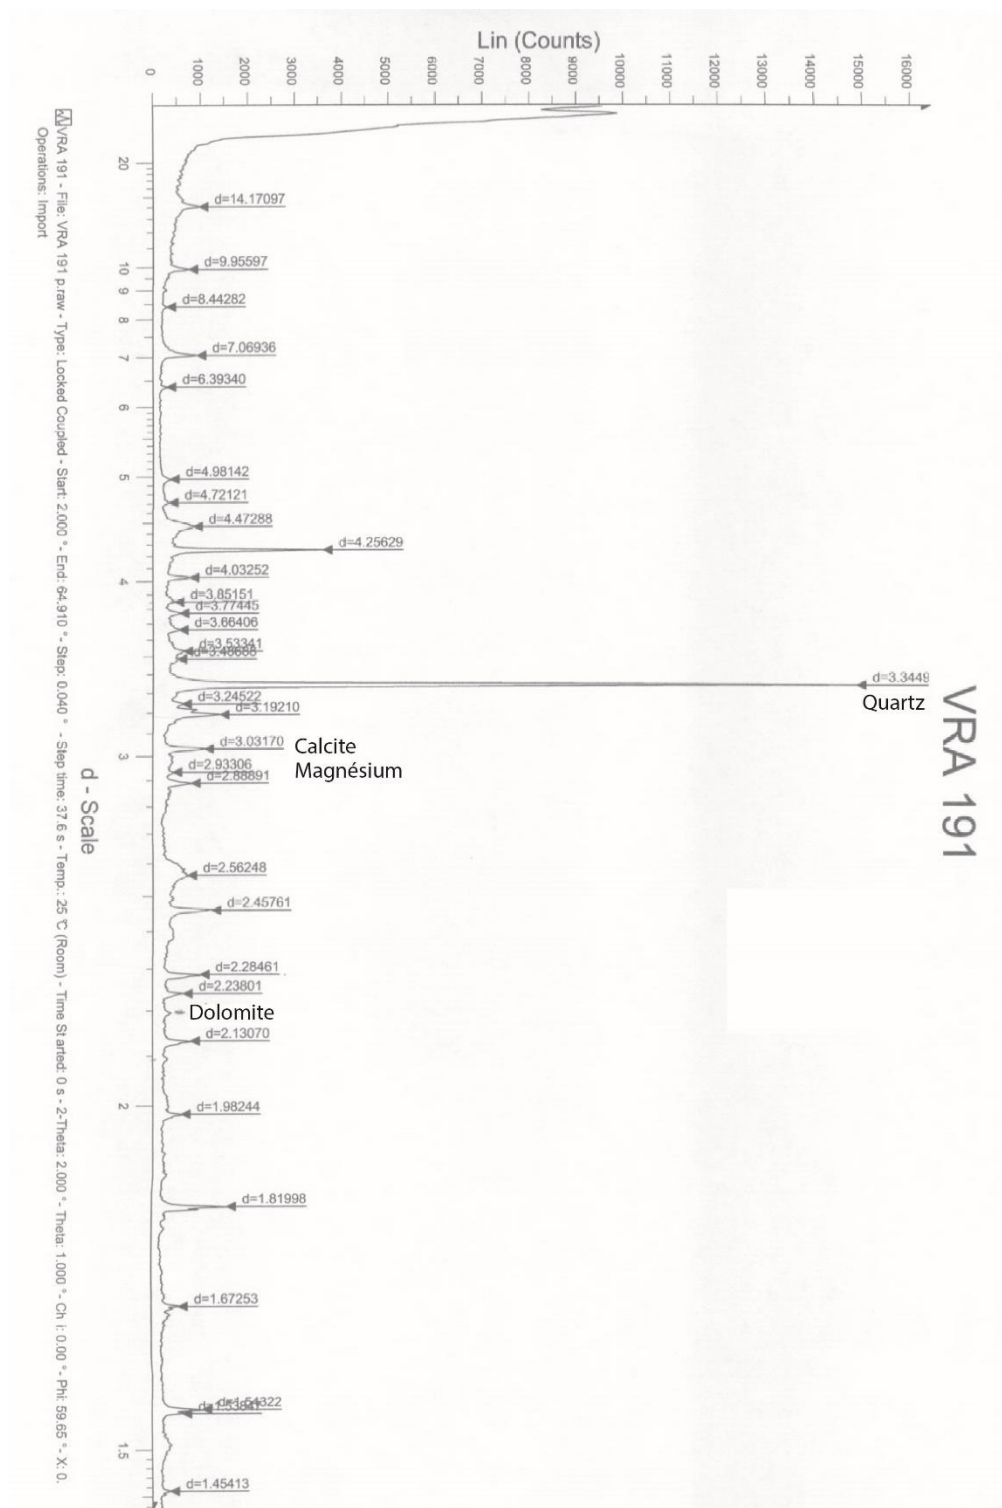 VRA 191
Lin (Counts)
0
1000
2000
3000
4000
5000
6000
7000
8000
9000
10000
11000
12000
13000
14000
15000
16000
d=14.17097
d=9.95597
d=8.44282
d=7.06936
d=6.39340
d=4.98142
d=4.72121
d=4.47288
d=4.25629
d=4.03252
d=3.85151
d=3.77445
d=3.66406
d=3.53341
d=3.3449
Quartz
d=3.24522
d=3.19210
d=3.03170
Calcite
Magnésium
d=2.93306
d=2.88891
d=2.56248
d=2.45761
d=2.28461
d=2.23801
Dolomite
d=2.13070
d=1.98244
d=1.81998
d=1.67253
d=1.54322
d=1.45413
20
10
9
8
7
6
5
4
3
2
1.5
d - Scale
VRA 191 - File: VRA 191 p.raw - Type: Locked Coupled - Start: 2.000 ° - End: 64.910 ° - Step: 0.040 ° - Step time: 37.6 s - Temp.: 25 °C (Room) - Time Started: 0 s - 2-Theta: 2.000 ° - Theta: 1.000 ° - Chi: 0.00 ° - Phi: 59.65 ° - X: 0.
Operations: Import